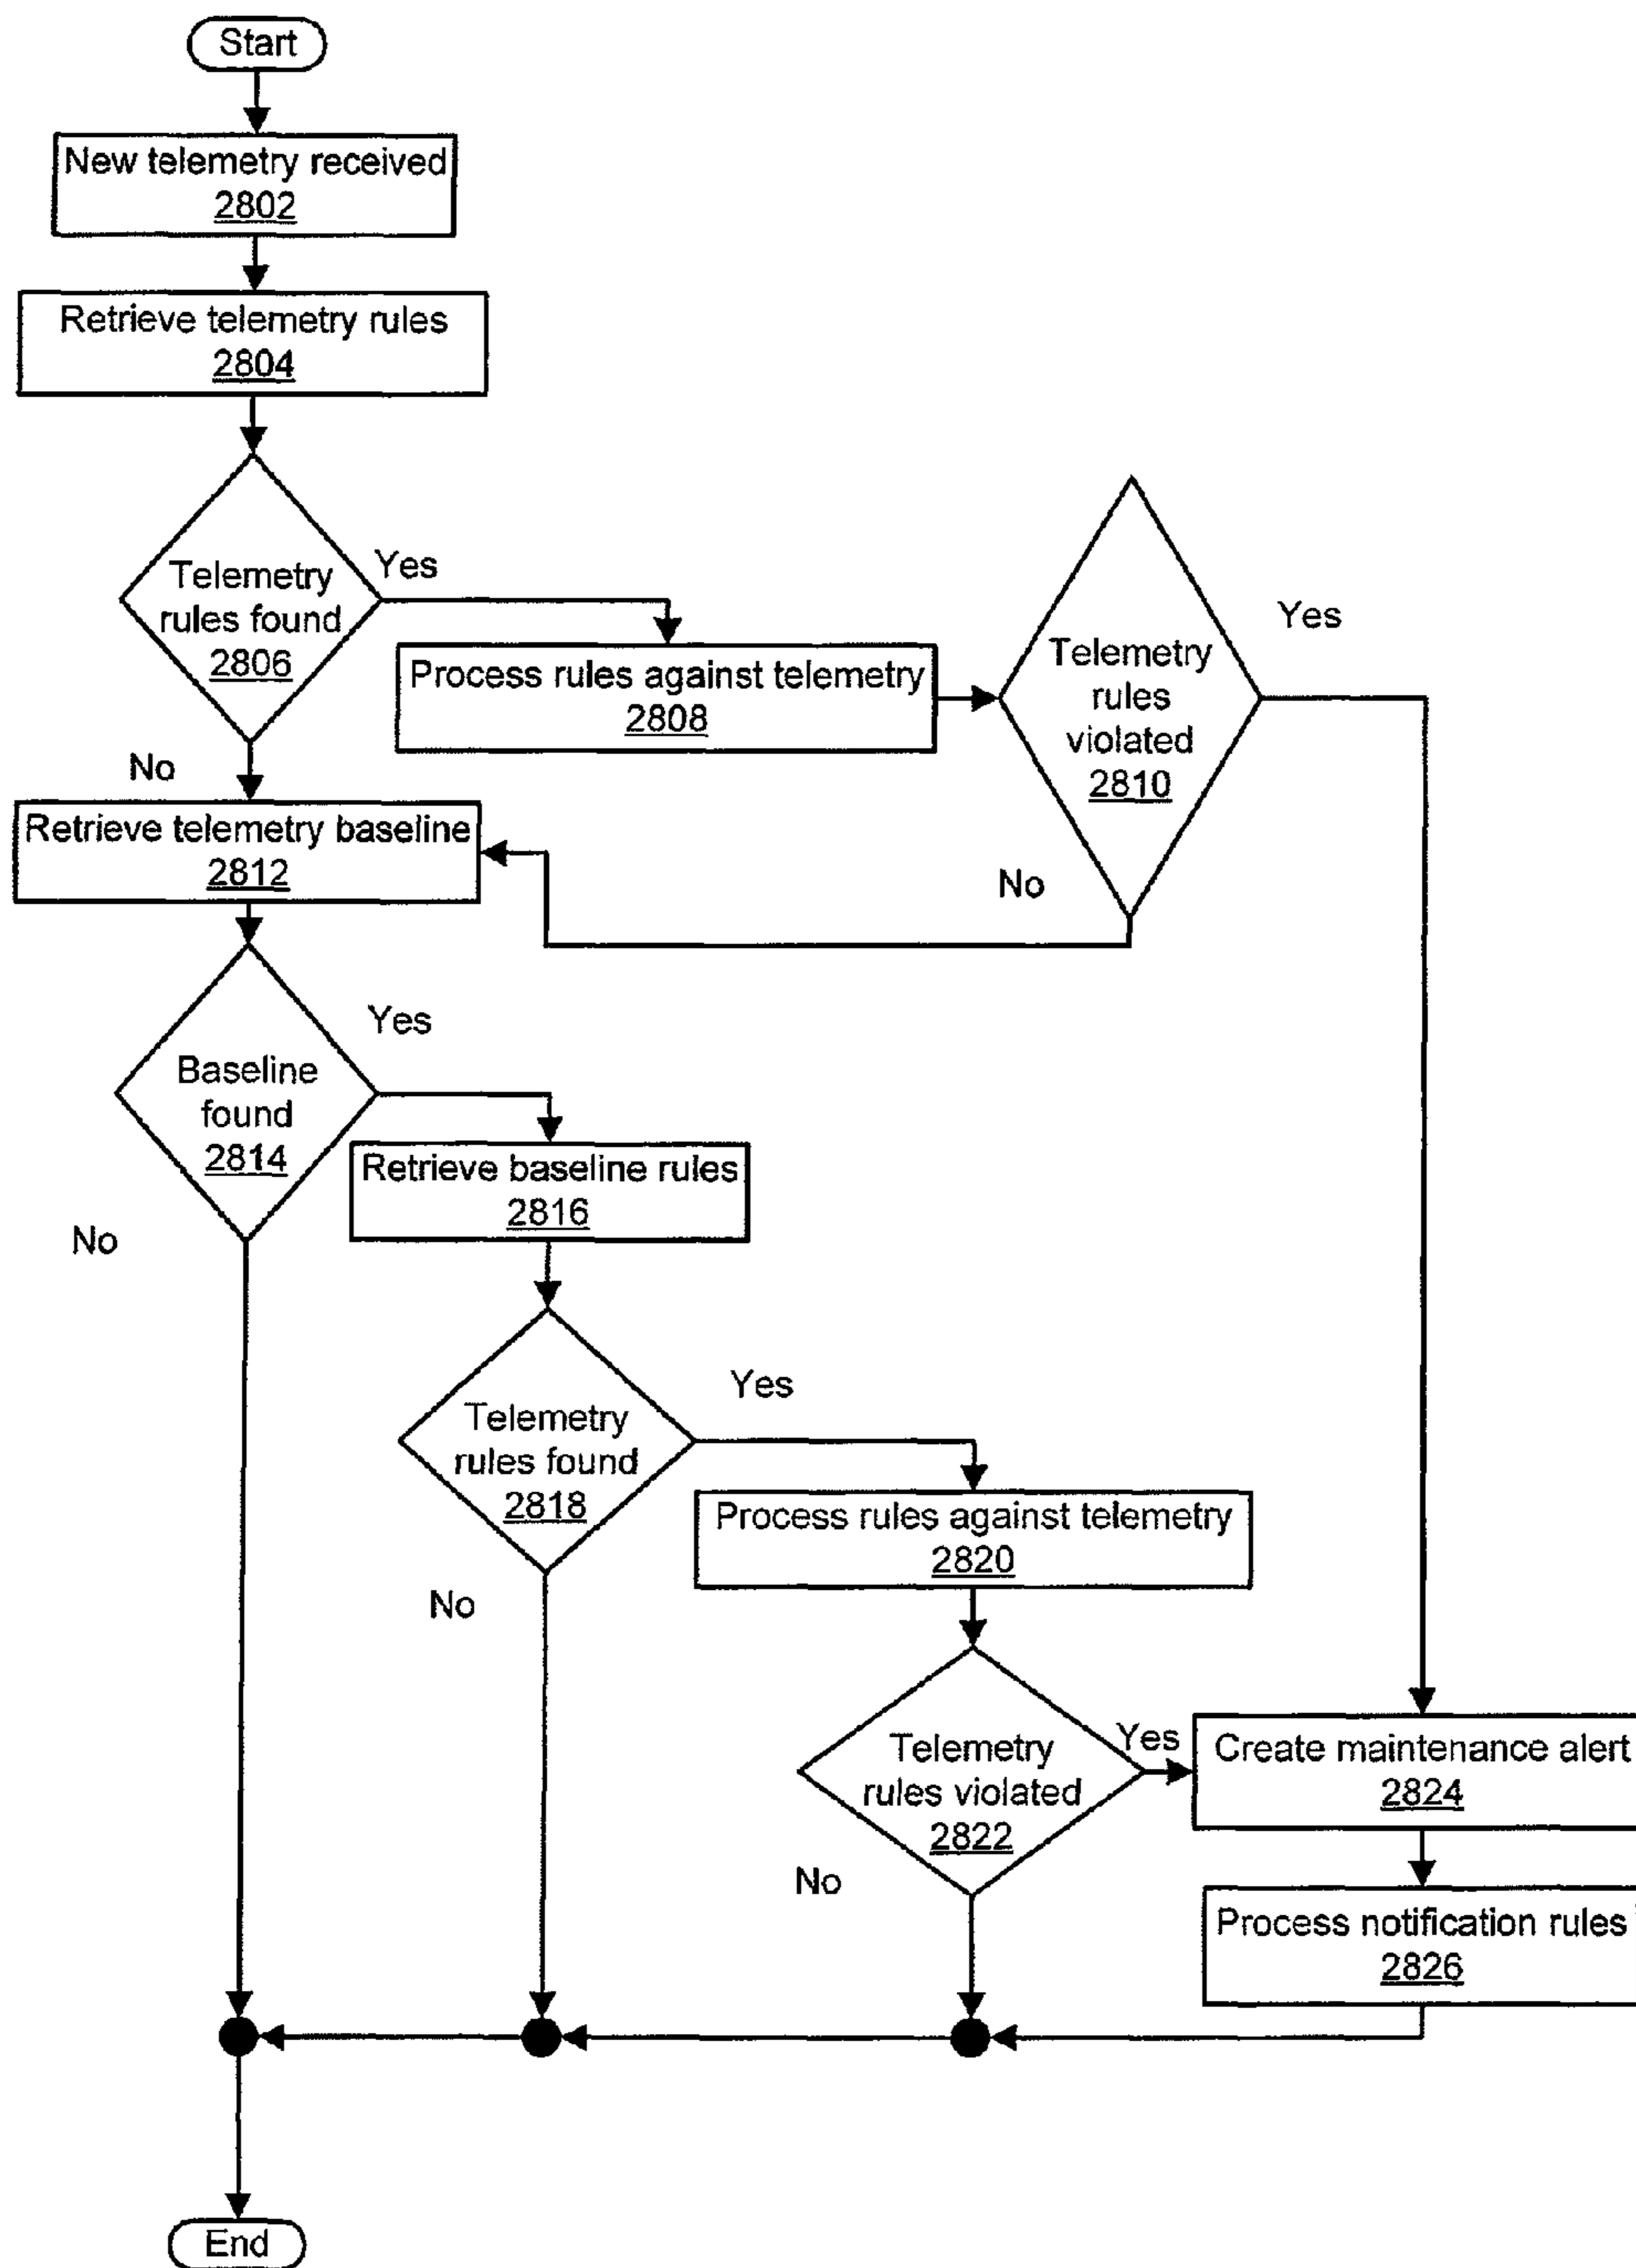 Start
New telemetry received
2802
Retrieve telemetry rules
2804
Telemetry
rules found
2806
Yes
No
Process rules against telemetry
2808
Telemetry
rules
violated
2810
Yes
No
Retrieve telemetry baseline
2812
Baseline
found
2814
Yes
No
Retrieve baseline rules
2816
Telemetry
rules found
2818
Yes
No
Process rules against telemetry
2820
Telemetry
rules violated
2822
Yes
No
Create maintenance alert
2824
Process notification rules
2826
End